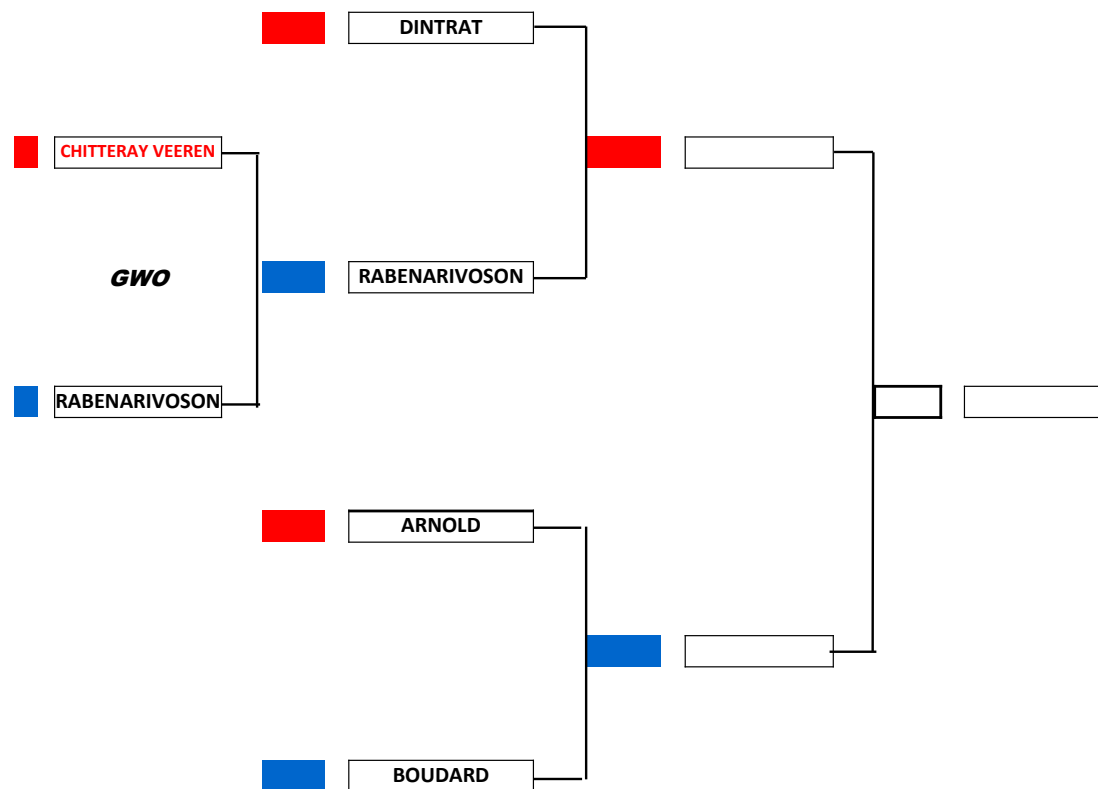 DINTRAT
CHITTERAY VEEREN
GWO
RABENARIVOSON
RABENARIVOSON
ARNOLD
BOUDARD